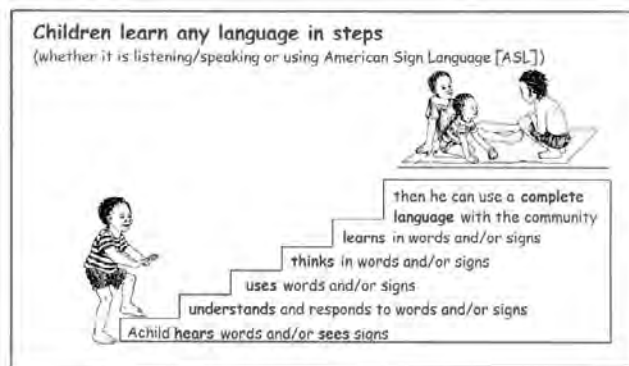 Children learn any language in steps
(whether it is listening/speaking or using American Sign Language [ASL])
then he can use a complete
language with the community
learns in words and/or signs
thinks in words and/or signs
uses words and/or signs
understands and responds to words and/or signs
Achild hears words and/or sees signs